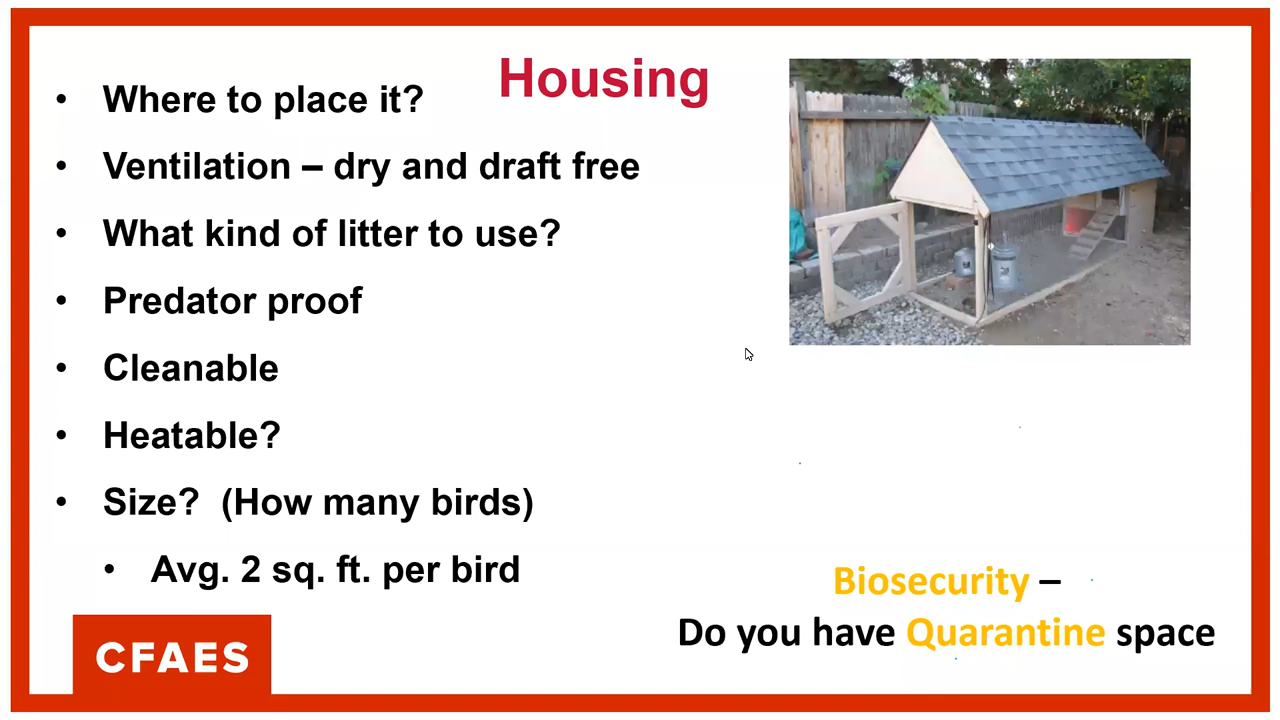 Housing
• Where to place it?
• Ventilation – dry and draft free
• What kind of litter to use?
• Predator proof
• Cleanable
• Heatable?
• Size?  (How many birds)
• Avg. 2 sq. ft. per bird
Biosecurity –
Do you have Quarantine space
CFAES